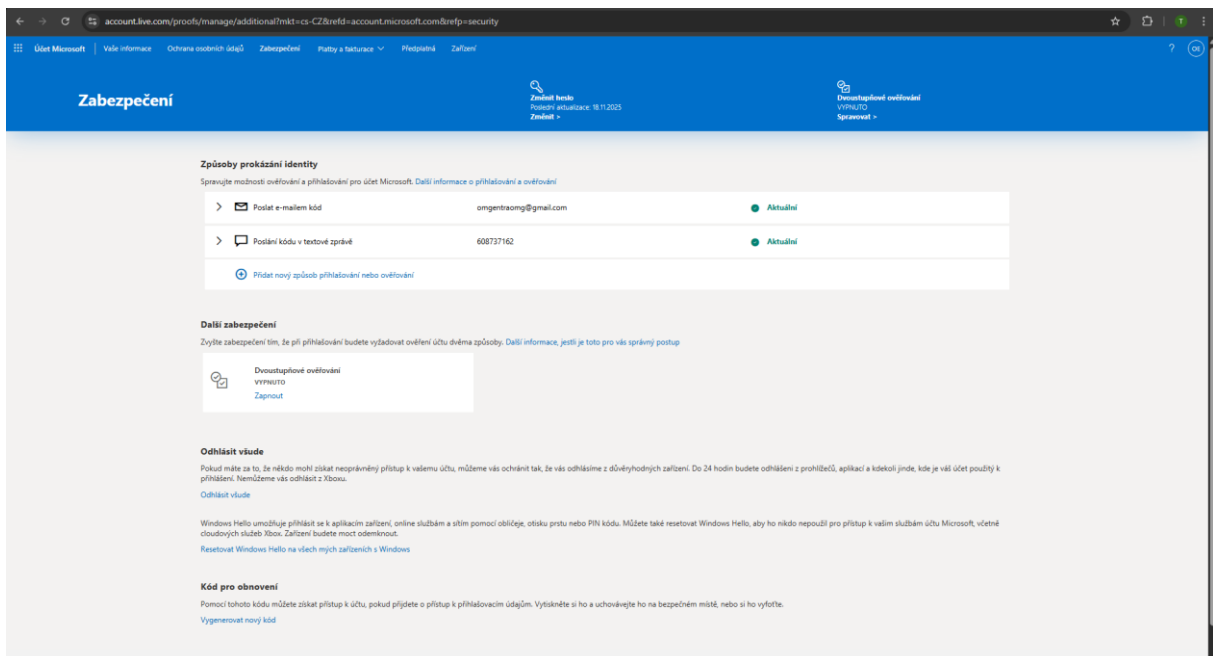 account.live.com/proofs/manage/additional?mkt=cs-CZ&refd=account.microsoft.com&refp=security
T
Účet Microsoft Vaše informace Ochrana osobních údajů Zabezpečení Platby a fakturace Předplatná Zařízení ? OE
Zabezpečení
Změnit heslo
Poslední aktualizace: 18.11.2025
Změnit >
Dvoustupňové ověřování
VYPNUTO
Spravovat >
Způsoby prokázání identity
Spravujte možnosti ověřování a přihlašování pro účet Microsoft. Další informace o přihlašování a ověřování
Poslat e-mailem kód omgentraomg@gmail.com Aktuální
Poslání kódu v textové zprávě 608737162 Aktuální
Přidat nový způsob přihlašování nebo ověřování
Další zabezpečení
Zvyšte zabezpečení tím, že při přihlašování budete vyžadovat ověření účtu dvěma způsoby. Další informace, jestli je toto pro vás správný postup
Dvoustupňové ověřování
VYPNUTO
Zapnout
Odhlásit všude
Pokud máte za to, že někdo mohl získat neoprávněný přístup k vašemu účtu, můžeme vás ochránit tak, že vás odhlásíme z důvěryhodných zařízení. Do 24 hodin budete odhlášeni z prohlížečů, aplikací a kdekoli jinde, kde je váš účet použitý k
přihlášení. Nemůžeme vás odhlásit z Xboxu.
Odhlásit všude
Windows Hello umožňuje přihlásit se k aplikacím zařízení, online službám a sítím pomocí obličeje, otisku prstu nebo PIN kódu. Můžete také resetovat Windows Hello, aby ho nikdo nepoužil pro přístup k vašim službám účtu Microsoft, včetně
cloudových služeb Xbox. Zařízení budete moct odemknout.
Resetovat Windows Hello na všech mých zařízeních s Windows
Kód pro obnovení
Pomocí tohoto kódu můžete získat přístup k účtu, pokud přijdete o přístup k přihlašovacím údajům. Vytiskněte si ho a uchovávejte ho na bezpečném místě, nebo si ho vyfoťte.
Vygenerovat nový kód